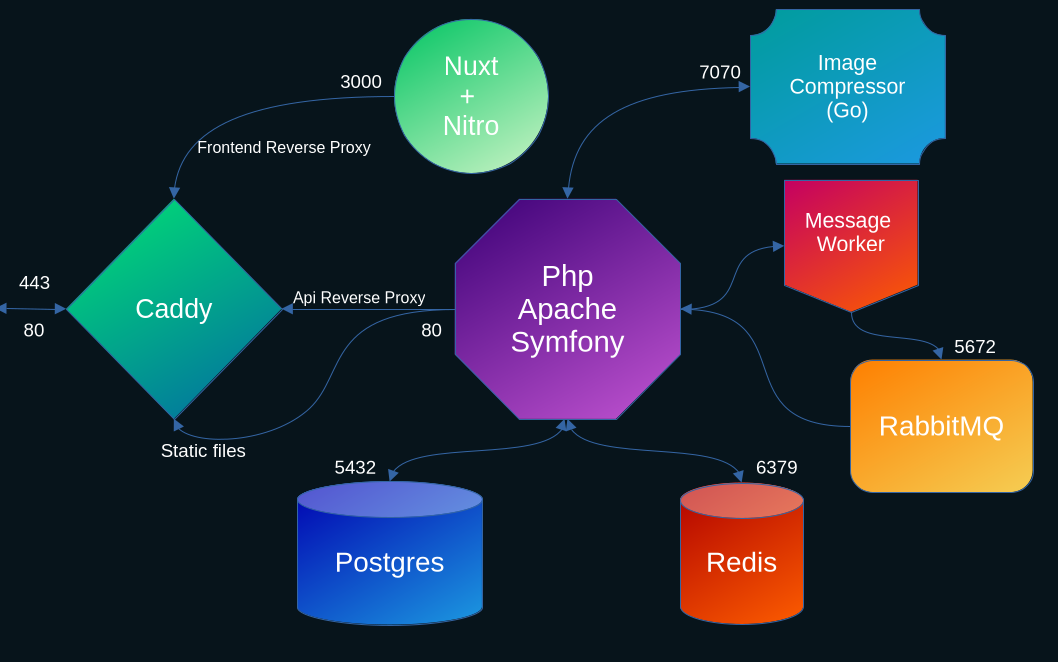 Nuxt
+
Nitro
3000
7070
Image
Compressor
(Go)
Frontend Reverse Proxy
Message
Worker
443
80
Caddy
Api Reverse Proxy
80
Php
Apache
Symfony
5672
RabbitMQ
Static files
5432
6379
Postgres
Redis